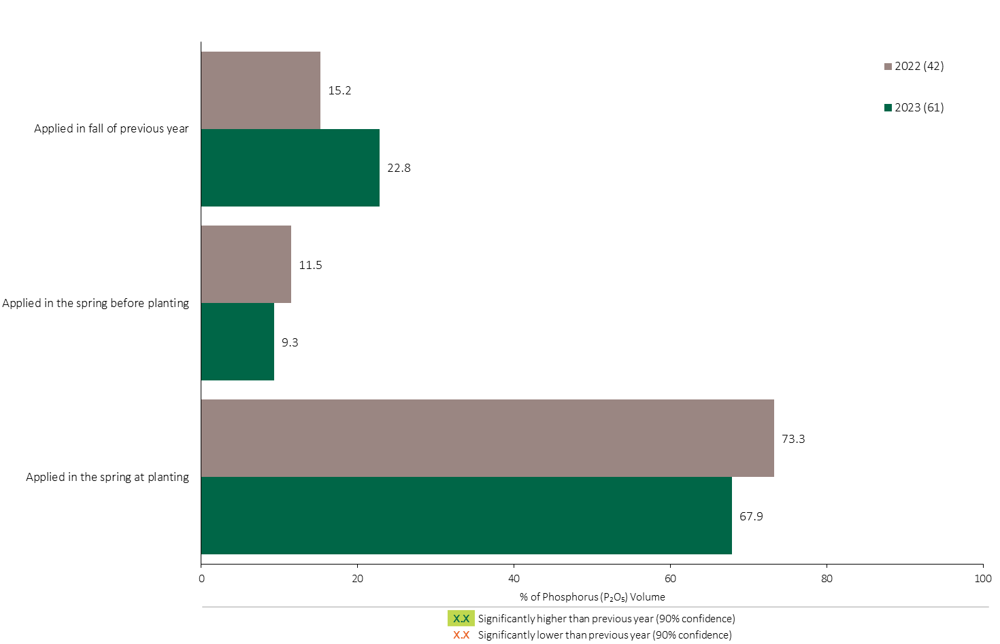 2022 (42)
15.2
2023 (61)
Applied in fall of previous year
22.8
11.5
Applied in the spring before planting
9.3
73.3
Applied in the spring at planting
67.9
0 20 40 60 80 100
% of Phosphorus (P₂O₅) Volume
X.X Significantly higher than previous year (90% confidence)
X.X Significantly lower than previous year (90% confidence)